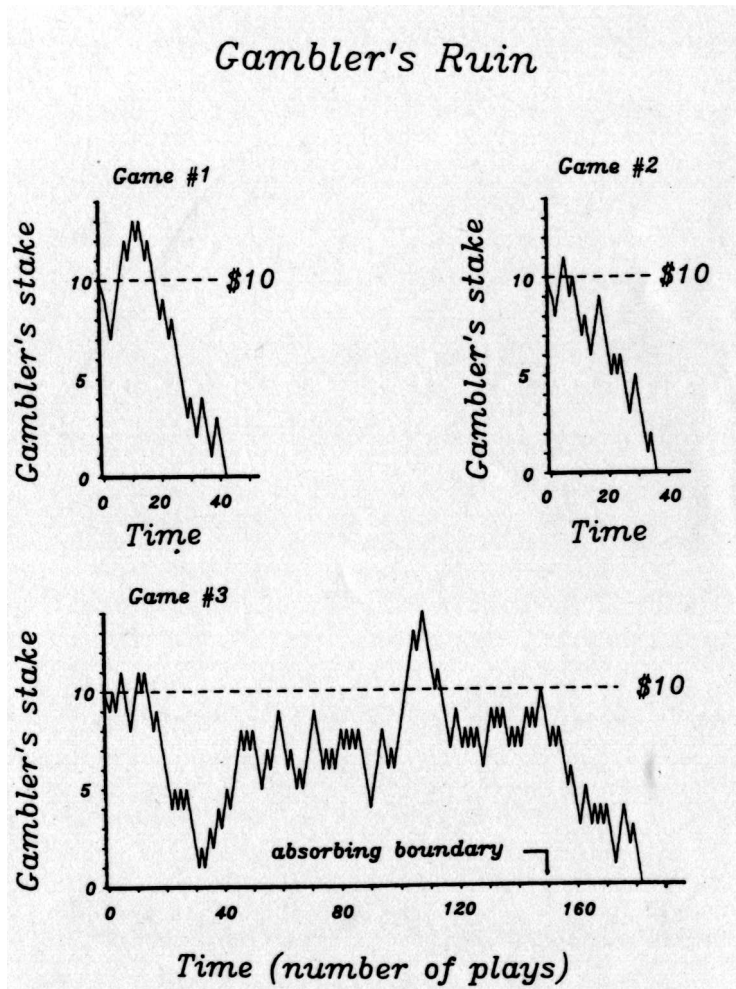 Gambler's Ruin
Game #1
Gambler's stake
10
5
0
$10
0 20 40
Time
Game #2
Gambler's stake
10
5
0
$10
0 20 40
Time
Game #3
Gambler's stake
10
5
0
$10
absorbing boundary
0 40 80 120 160
Time (number of plays)